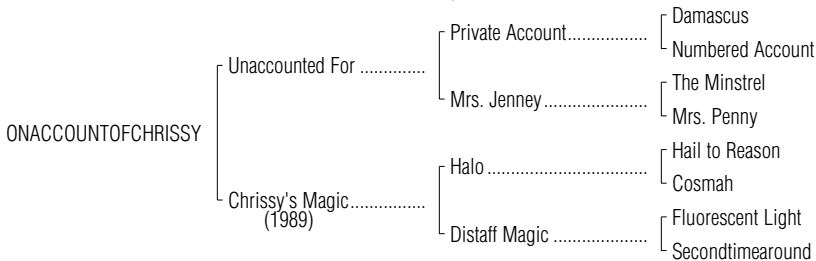 Damascus
Private Account..................
Numbered Account
Unaccounted For ..............
The Minstrel
Mrs. Jenney.......................
Mrs. Penny
ONACCOUNTOFCHRISSY
Hail to Reason
Halo ..................................
Cosmah
Chrissy's Magic................
(1989)
Fluorescent Light
Distaff Magic .....................
Secondtimearound